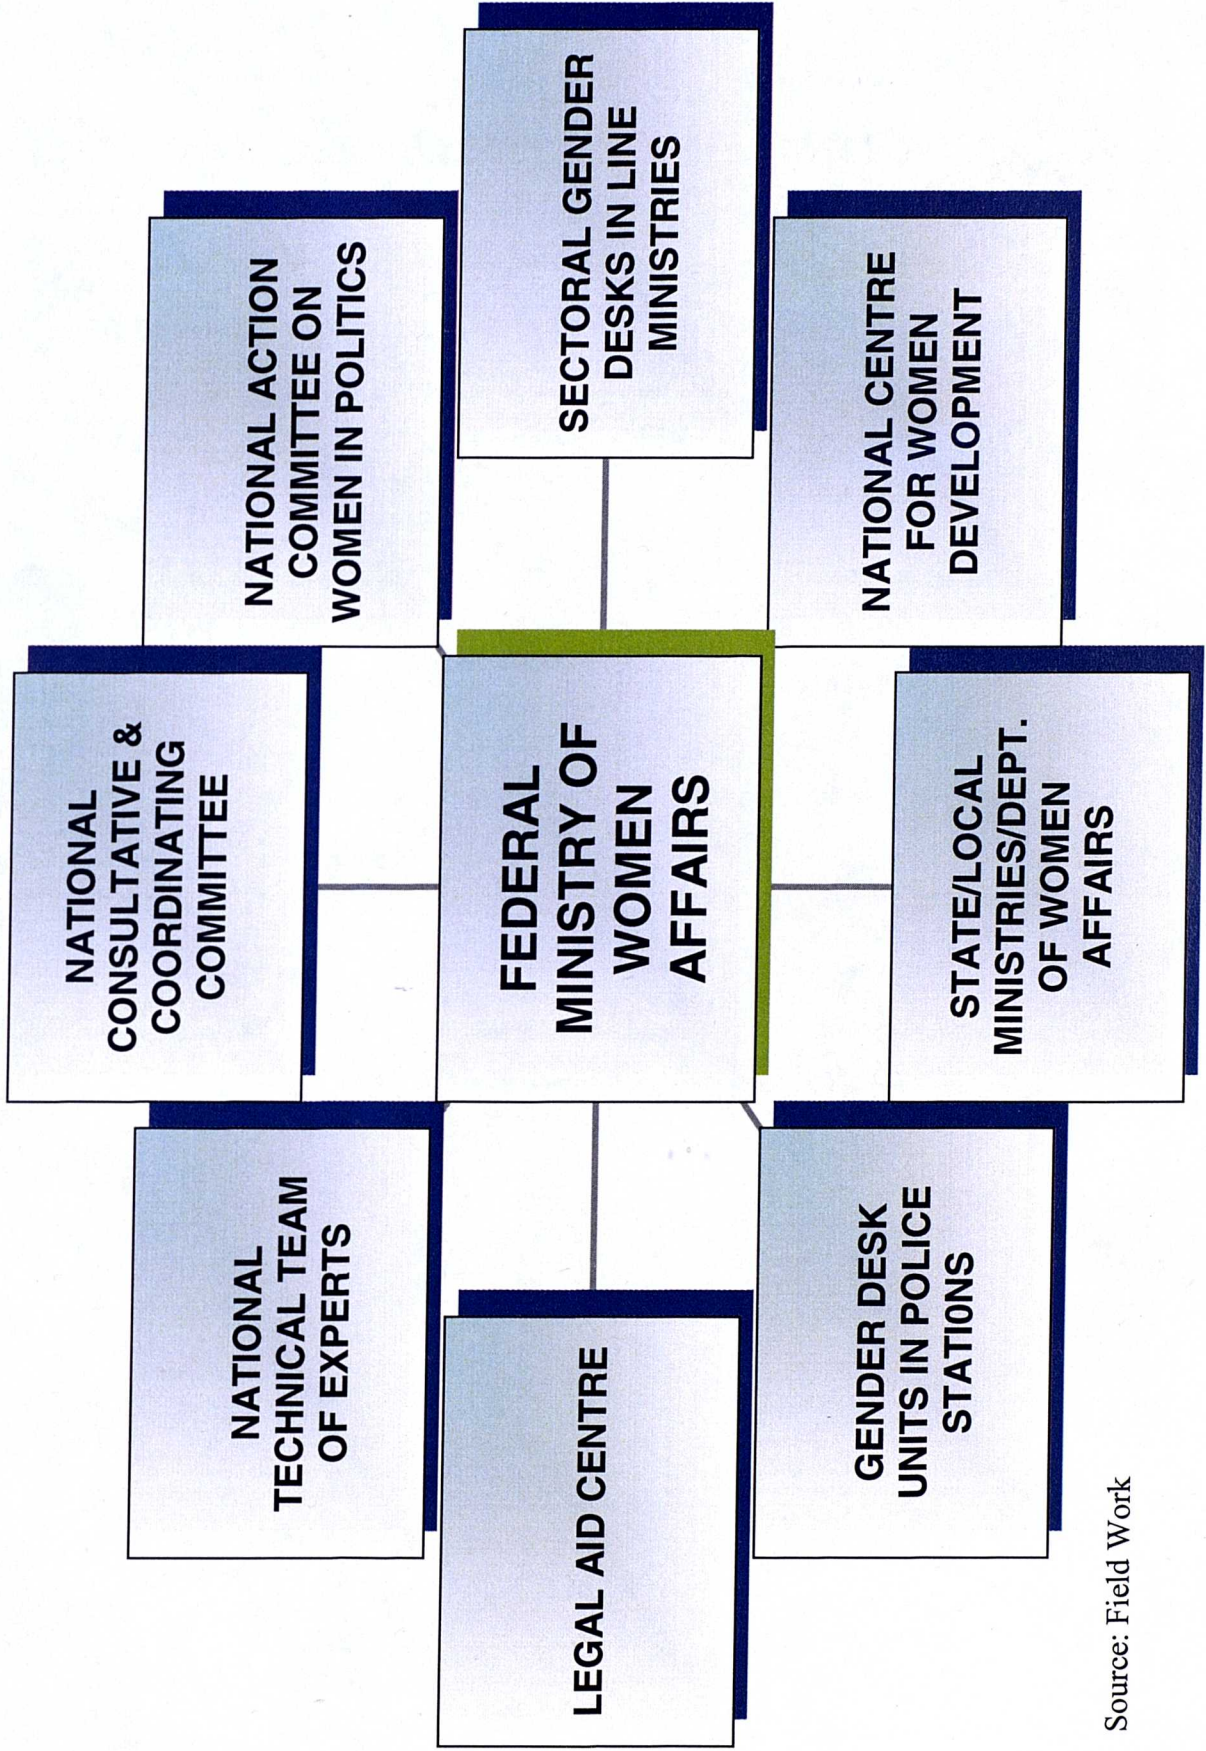 NATIONAL
CONSULTATIVE &
COORDINATING
COMMITTEE
NATIONAL
TECHNICAL TEAM
OF EXPERTS
NATIONAL ACTION
COMMITTEE ON
WOMEN IN POLITICS
LEGAL AID CENTRE
FEDERAL
MINISTRY OF
WOMEN
AFFAIRS
SECTORAL GENDER
DESKS IN LINE
MINISTRIES
GENDER DESK
UNITS IN POLICE
STATI0NS
NATIONAL CENTRE
FOR WOMEN
DEVELOPMENT
STATE/LOCAL
MINISTRIES/DEPT.
OF WOMEN
AFFAIRS
Source: Field Work